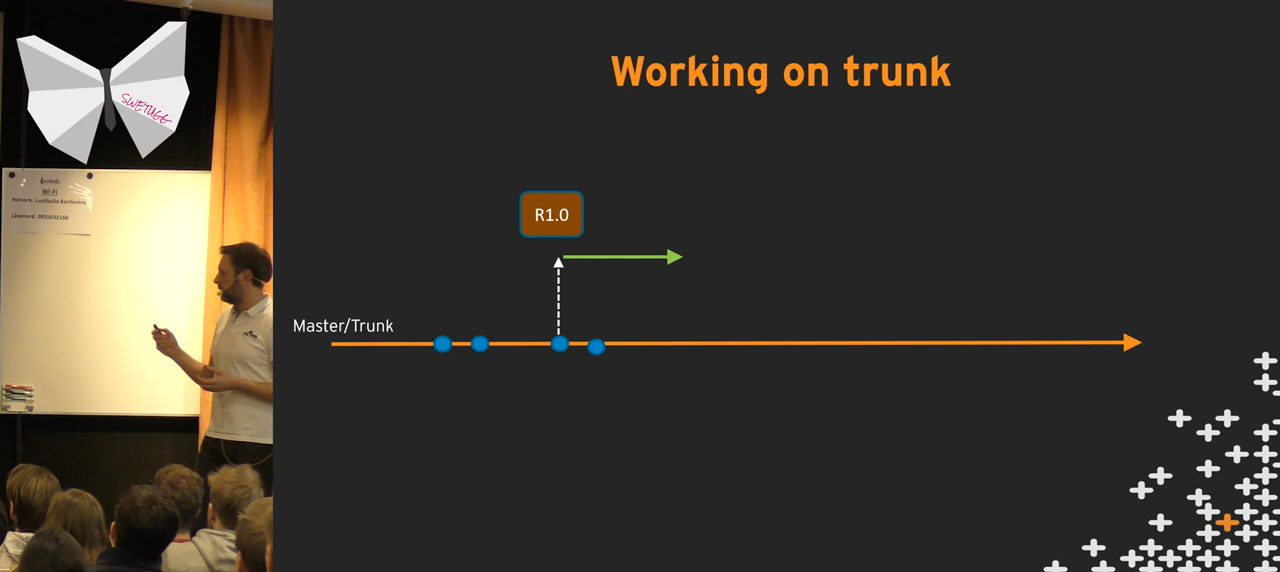 SWETUGG
Wi-Fi
Working on trunk
R1.0
Master/Trunk